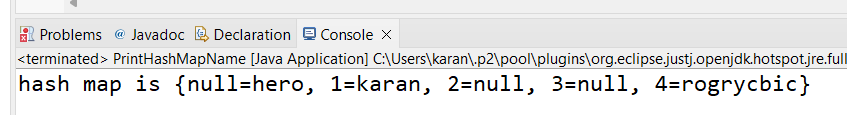 Problems @ Javadoc Declaration Console ×
<terminated> PrintHashMapName [Java Application] C:\Users\karan\.p2\pool\plugins\org.eclipse.justj.openjdk.hotspot.jre.full
hash map is {null=hero, 1=karan, 2=null, 3=null, 4=rogrycbic}